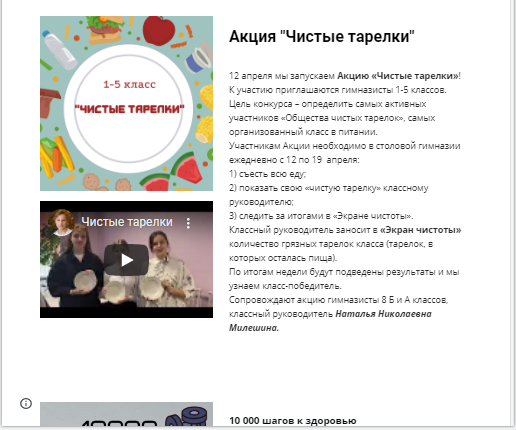 1-5 класс
"ЧИСТЫЕ ТАРЕЛКИ"
Чистые тарелки
Акция "Чистые тарелки"
12 апреля мы запускаем Акцию «Чистые тарелки»!
К участию приглашаются гимназисты 1-5 классов.
Цель конкурса – определить самых активных
участников «Общества чистых тарелок», самых
организованный класс в питании.
Участникам Акции необходимо в столовой гимназии
ежедневно с 12 по 19 апреля:
1) съесть всю еду;
2) показать свою «чистую тарелку» классному
руководителю;
3) следить за итогами в «Экране чистоты».
Классный руководитель заносит в «Экран чистоты»
количество грязных тарелок класса (тарелок, в
которых осталась пища).
По итогам недели будут подведены результаты и мы
узнаем класс-победитель.
Сопровождают акцию гимназисты 8 Б и А классов,
классный руководитель Наталья Николаевна
Милешина.
10000
10 000 шагов к здоровью